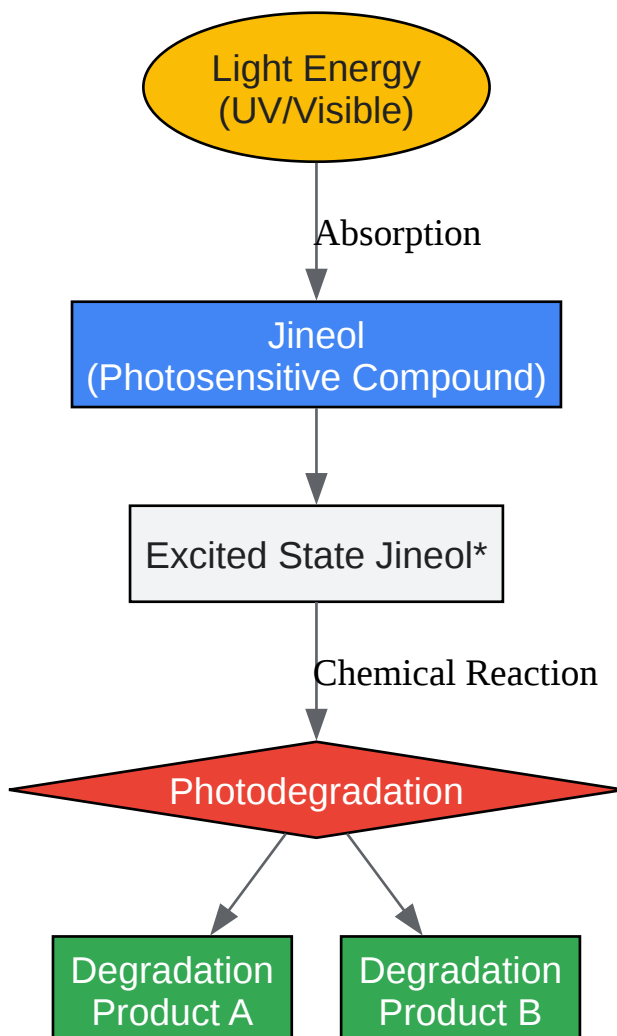 Light Energy
(UV/Visible)
Absorption
Jineol
(Photosensitive Compound)
Excited State Jineol*
Chemical Reaction
Photodegradation
Degradation
Product A
Degradation
Product B